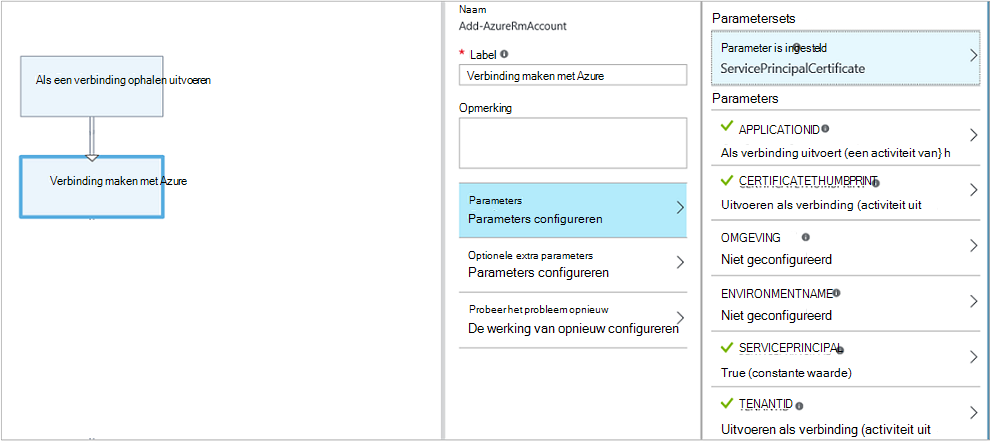 Als een verbinding ophalen uitvoeren
Verbinding maken met Azure
Naam
Add-AzureRmAccount
* Label
Verbinding maken met Azure
Opmerking
Parameters
Parameters configureren
Optionele extra parameters
Parameters configureren
Probeer het probleem opnieuw
De werking van opnieuw configureren
Parametersets
Parameter is ingesteld
ServicePrincipalCertificate
Parameters
APPLICATIONID
Als verbinding uitvoert (een activiteit van} h
CERTIFICATETHUMBPRINT
Uitvoeren als verbinding (activiteit uit
OMGEVING
Niet geconfigureerd
ENVIRONMENTNAME
Niet geconfigureerd
SERVICEPRINCIPAL
True (constante waarde)
TENANTID
Uitvoeren als verbinding (activiteit uit